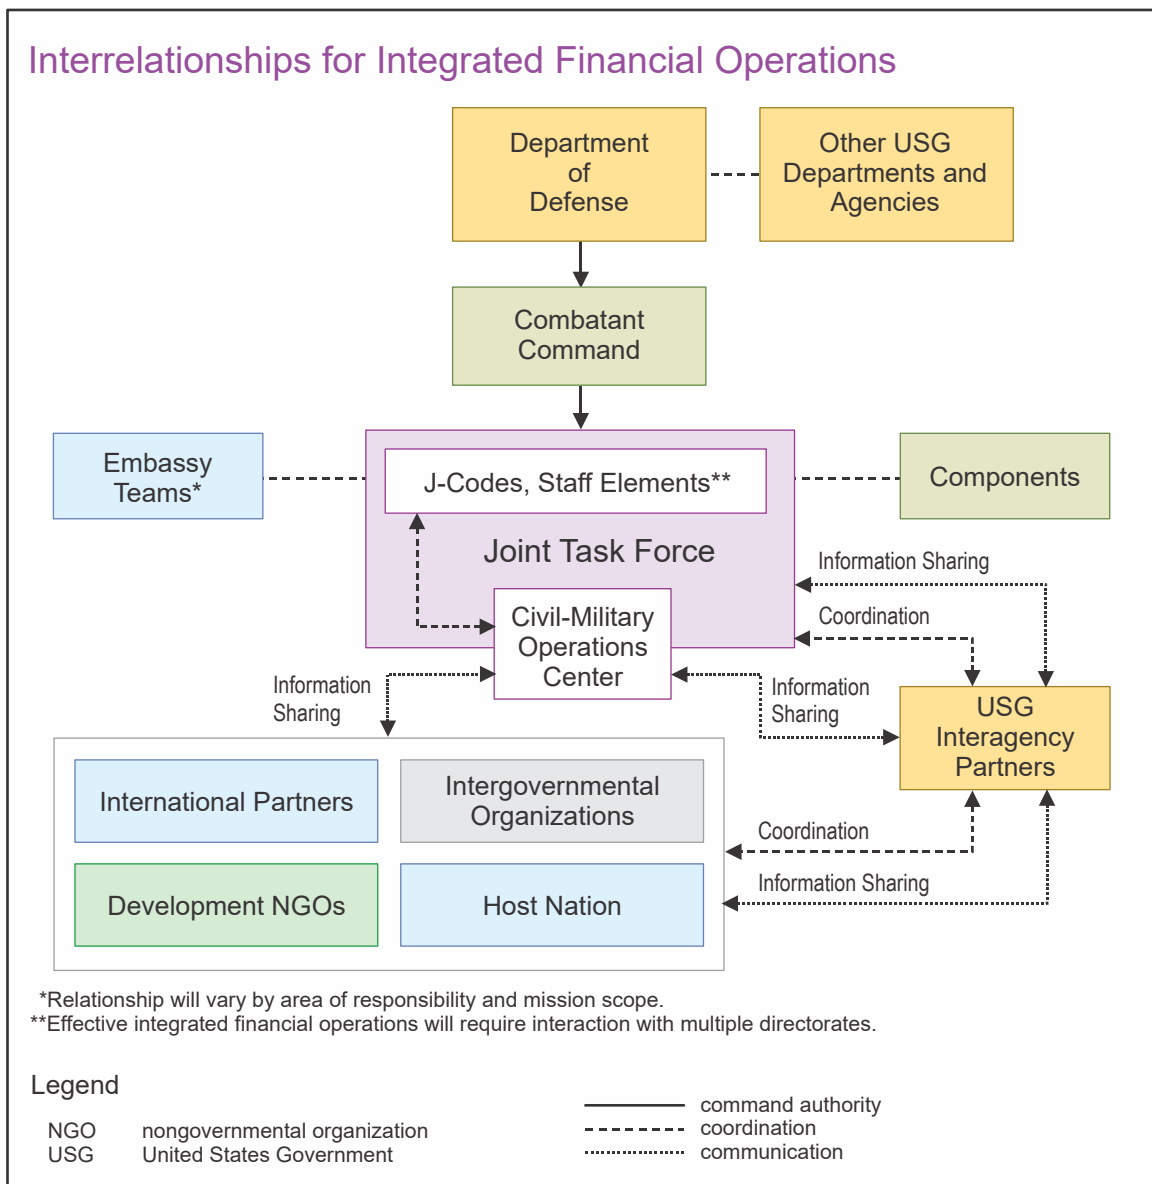 Interrelationships for Integrated Financial Operations
Department
of
Defense
Other USG
Departments and
Agencies
Combatant
Command
Embassy
Teams*
J-Codes, Staff Elements**
Components
Joint Task Force
Information Sharing
Coordination
Civil-Military
Operations
Center
Information
Sharing
Information
Sharing
USG
Interagency
Partners
International Partners
Intergovernmental
Organizations
Coordination
Development NGOs
Host Nation
Information Sharing
*Relationship will vary by area of responsibility and mission scope.
**Effective integrated financial operations will require interaction with multiple directorates.
Legend
NGO nongovernmental organization
USG United States Government
command authority
coordination
communication